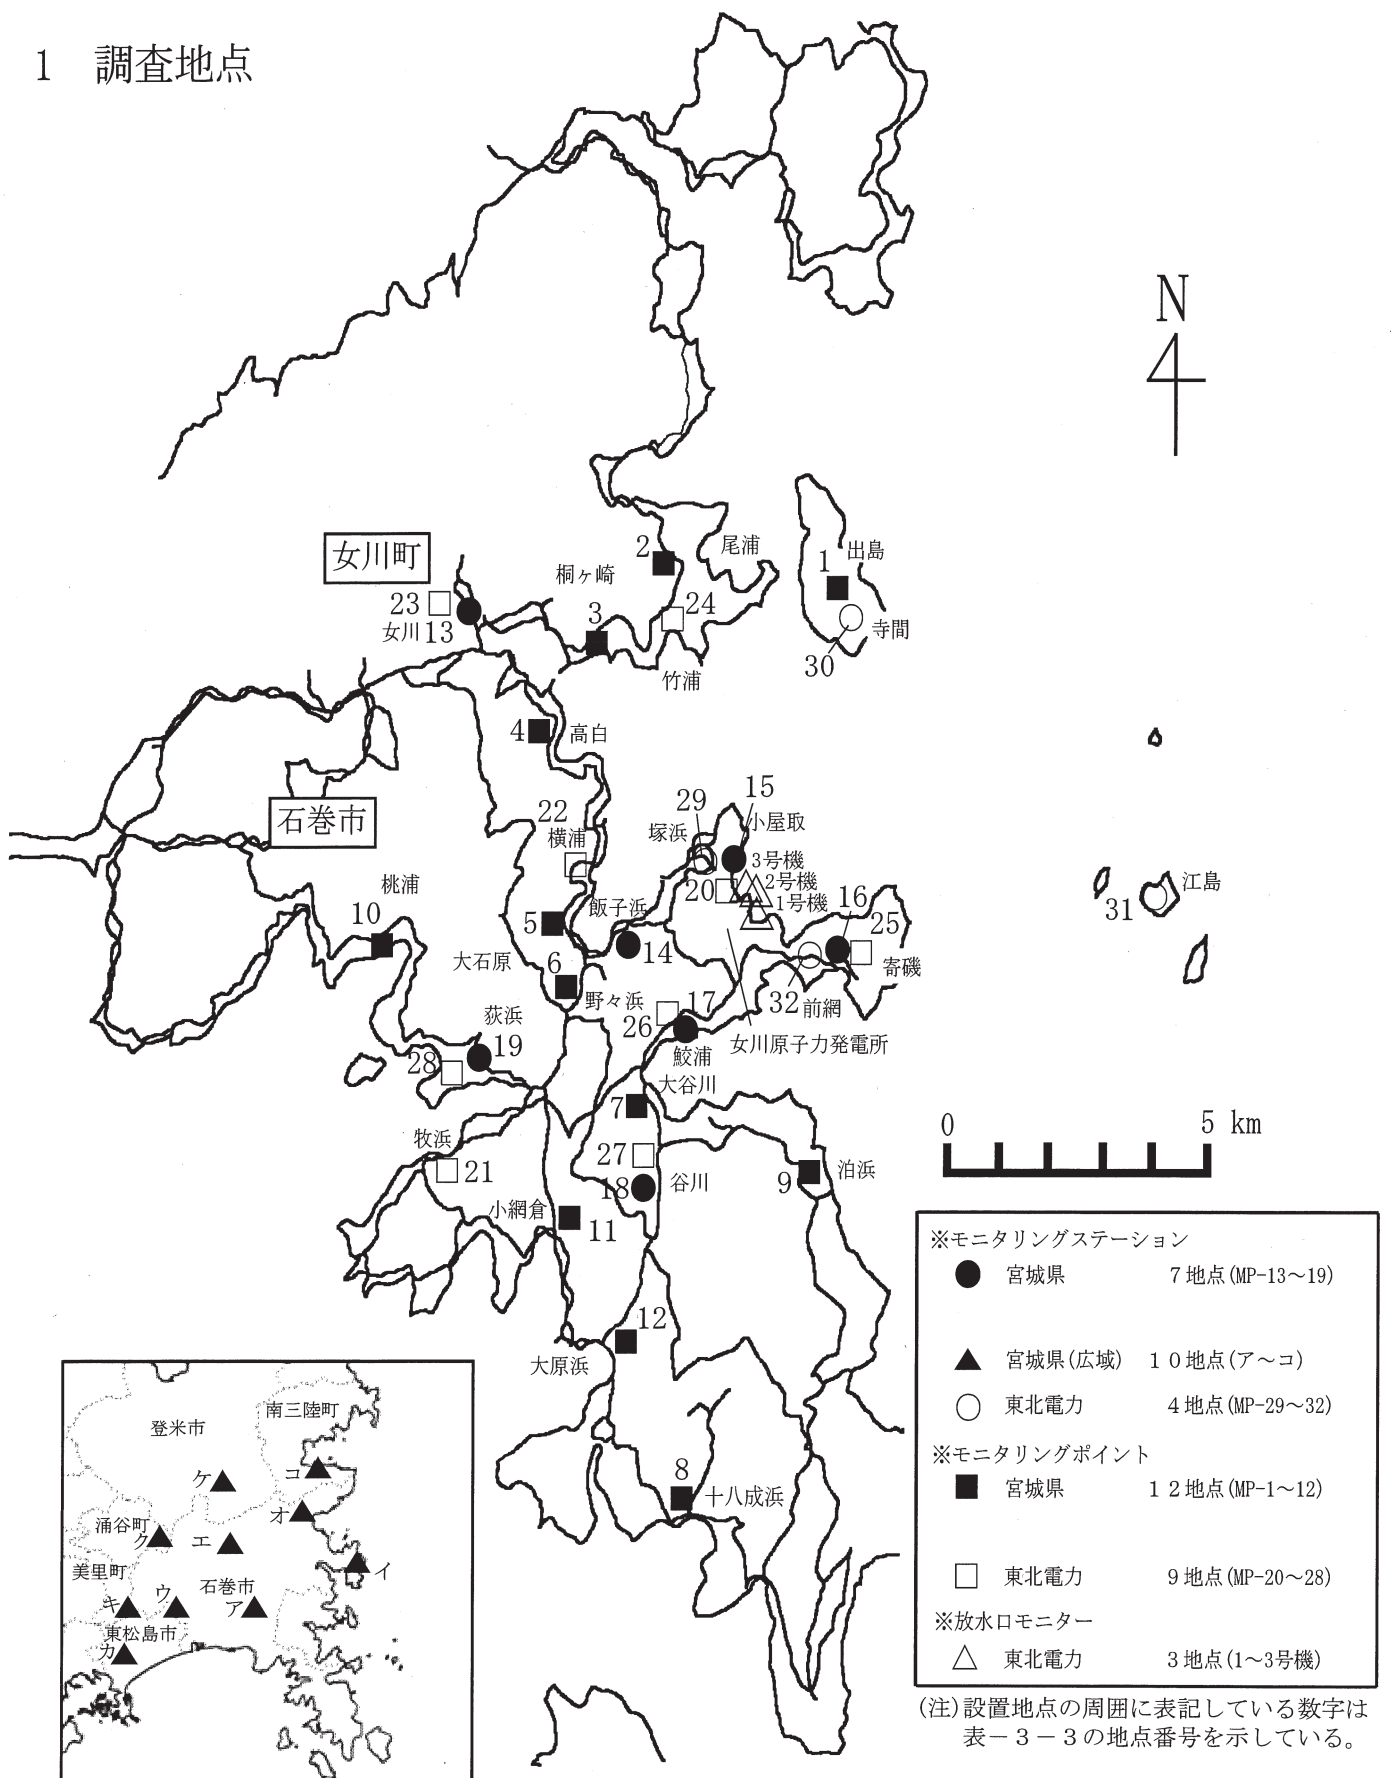 1　調査地点
N
女川町
2
尾浦
1
出島
桐ヶ崎
23
女川
13
3
24
寺間
30
竹浦
4
高白
石巻市
22
横浦
29
塚浜
15
小屋取
3号機
2号機
1号機
20
桃浦
10
飯子浜
5
14
16
25
寄磯
31
江島
大石原
6
野々浜
17
26
鮫浦
32
前網
女川原子力発電所
荻浜
19
28
大谷川
7
牧浜
21
27
18
谷川
9
泊浜
小網倉
11
12
大原浜
8
十八成浜
0
5 km
※モニタリングステーション
宮城県　7地点(MP-13～19)
宮城県(広域)　10地点(ア～コ)
東北電力　4地点(MP-29～32)
※モニタリングポイント
宮城県　12地点(MP-1～12)
東北電力　9地点(MP-20～28)
※放水口モニター
東北電力　3地点(1～3号機)
(注)設置地点の周囲に表記している数字は
表－3－3の地点番号を示している。
南三陸町
登米市
コ
ケ
オ
涌谷町
ク
エ
美里町
イ
石巻市
ウ
キ
ア
東松島市
カ